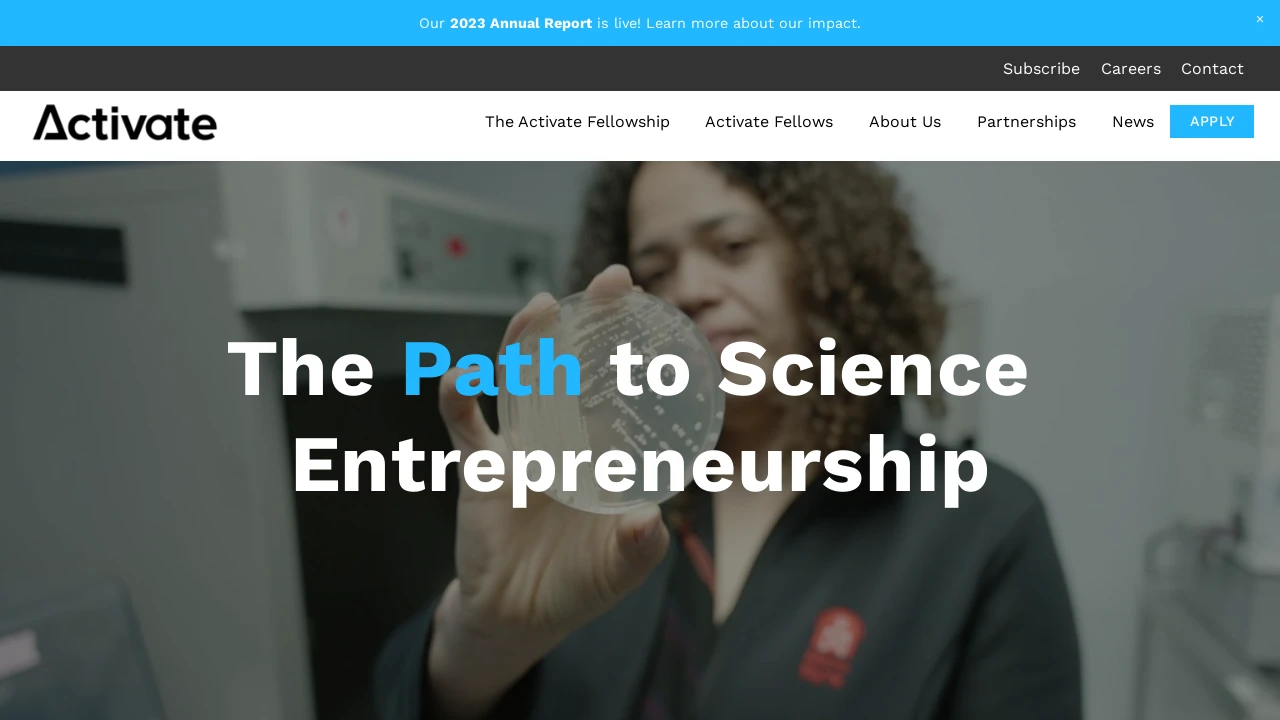 Our 2023 Annual Report is live! Learn more about our impact.
×
Subscribe Careers Contact
Activate
The Activate Fellowship Activate Fellows About Us Partnerships News APPLY
The Path to Science
Entrepreneurship